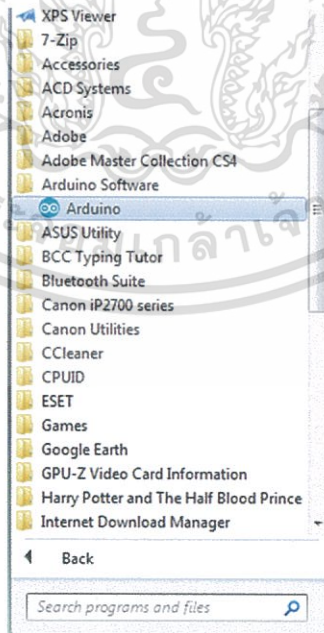 XPS Viewer
7-Zip
Accessories
ACD Systems
Acronis
Adobe
Adobe Master Collection CS4
Arduino Software
Arduino
ASUS Utility
BCC Typing Tutor
Bluetooth Suite
Canon iP2700 series
Canon Utilities
CCleaner
CPUID
ESET
Games
Google Earth
GPU-Z Video Card Information
Harry Potter and The Half Blood Prince
Internet Download Manager
Back
Search programs and files